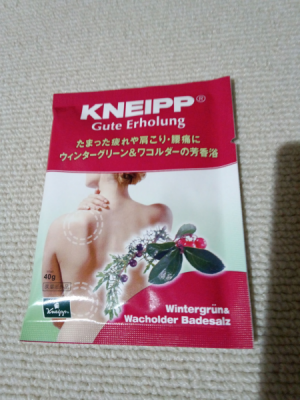 KNEIPP®
Gute Erholung
たまった疲れや肩こり・腰痛に
ウィンターグリーン&ワコルダーの芳香浴
40g
Kneipp
Wintergrün&
Wacholder Badesalz